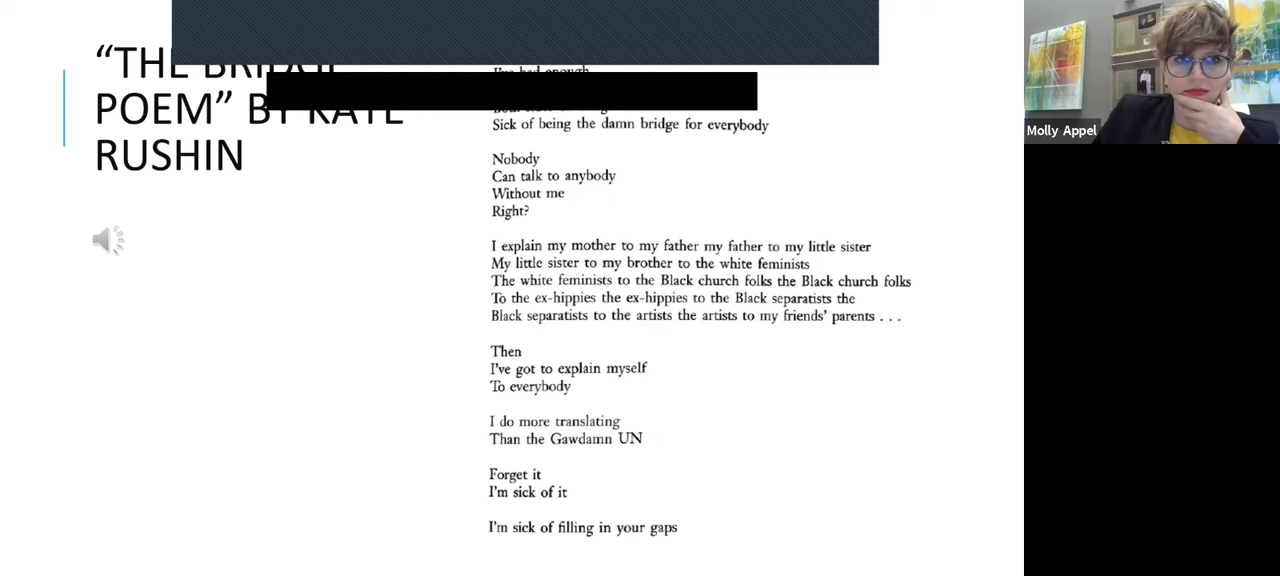 “THE BRIDGE
POEM” BY KATE
RUSHIN
I've had enough
Sick of being the damn bridge for everybody
Nobody
Can talk to anybody
Without me
Right?
I explain my mother to my father my father to my little sister
My little sister to my brother to the white feminists
The white feminists to the Black church folks the Black church folks
To the ex-hippies the ex-hippies to the Black separatists the
Black separatists to the artists the artists to my friends’ parents . . .
Then
I've got to explain myself
To everybody
I do more translating
Than the Gawdamn UN
Forget it
I'm sick of it
I'm sick of filling in your gaps
Molly Appel